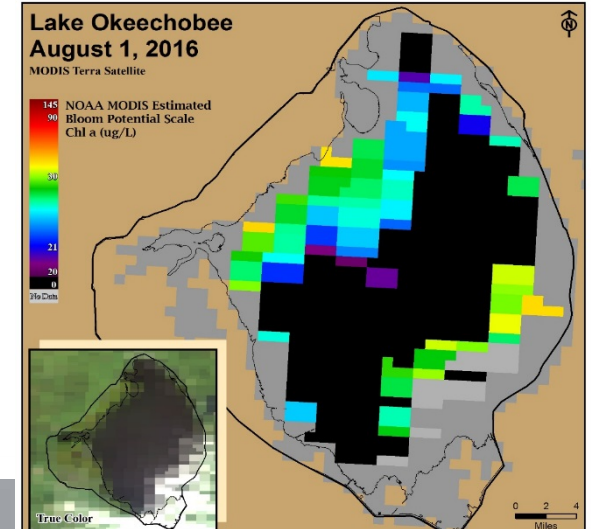 Lake Okeechobee
August 1, 2016
MODIS Terra Satellite
NOAA MODIS Estimated
Bloom Potential Scale
Chl a (ug/L)
145
90
30
21
20
0
No Data
N
True Color
0 2 4
Miles